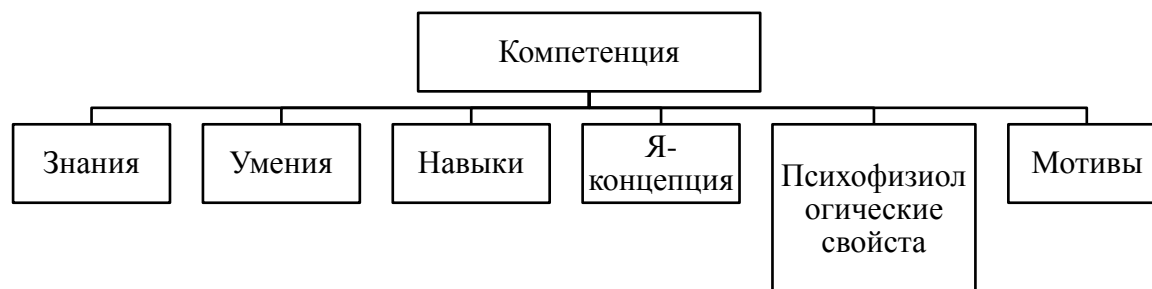 Компетенция
Знания
Умения
Навыки
Я-
концепция
Психофизиол
огические
свойста
Мотивы